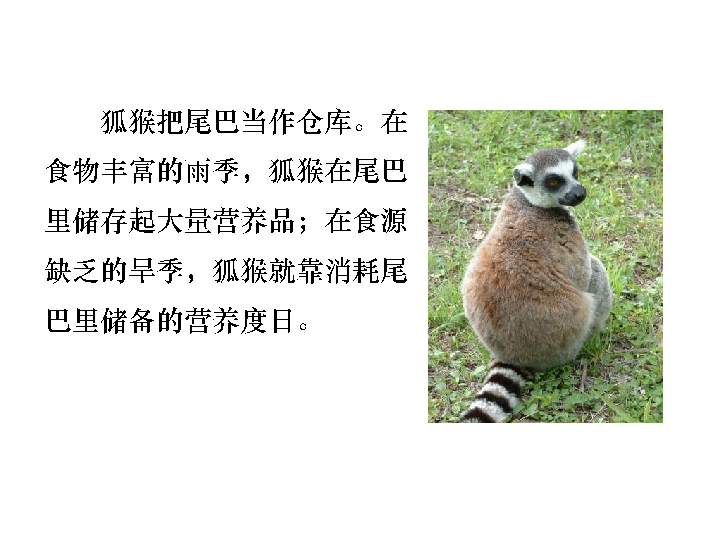 狐猴把尾巴当作仓库。在
食物丰富的雨季，狐猴在尾巴
里储存起大量营养品；在食源
缺乏的旱季，狐猴就靠消耗尾
巴里储备的营养度日。